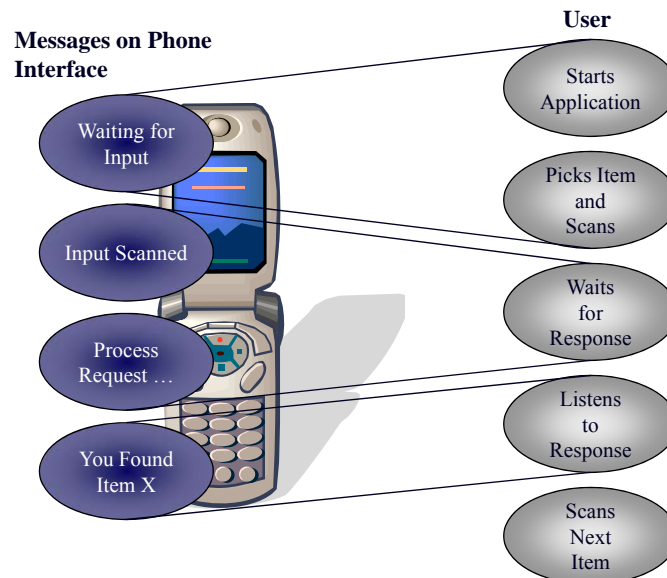 Messages on Phone
Interface
User
Waiting for
Input
Input Scanned
Process
Request …
You Found
Item X
Starts
Application
Picks Item
and
Scans
Waits
for
Response
Listens
to
Response
Scans
Next
Item